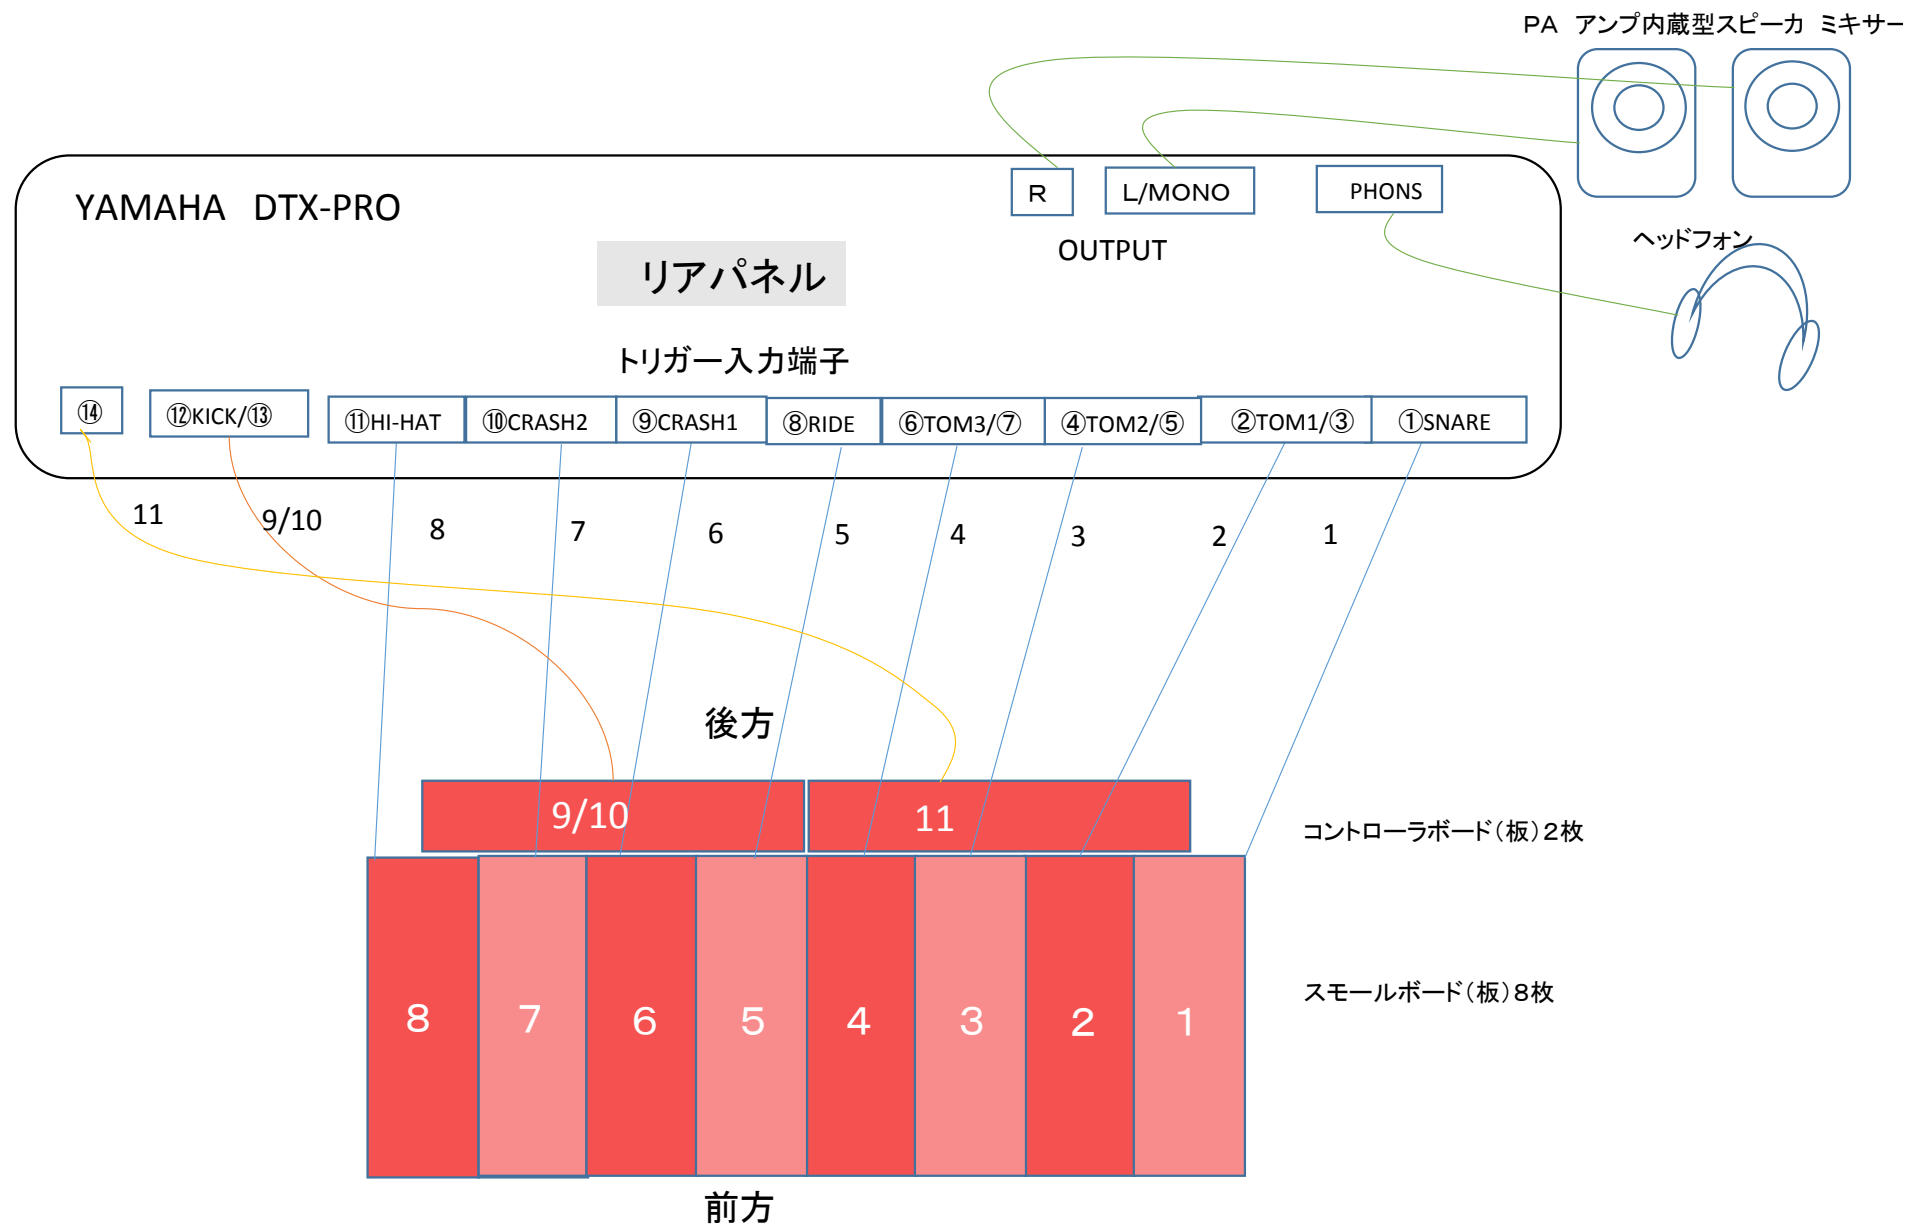 PA アンプ内蔵型スピーカ ミキサー
YAMAHA DTX-PRO
R
L/MONO
PHONS
OUTPUT
ヘッドフォン
リアパネル
トリガー入力端子
⑭
⑫KICK/⑬
⑪HI-HAT
⑩CRASH2
⑨CRASH1
⑧RIDE
⑥TOM3/⑦
④TOM2/⑤
②TOM1/③
①SNARE
11
9/10
8
7
6
5
4
3
2
1
後方
9/10
11
コントローラボード(板)2枚
スモールボード(板)8枚
8
7
6
5
4
3
2
1
前方